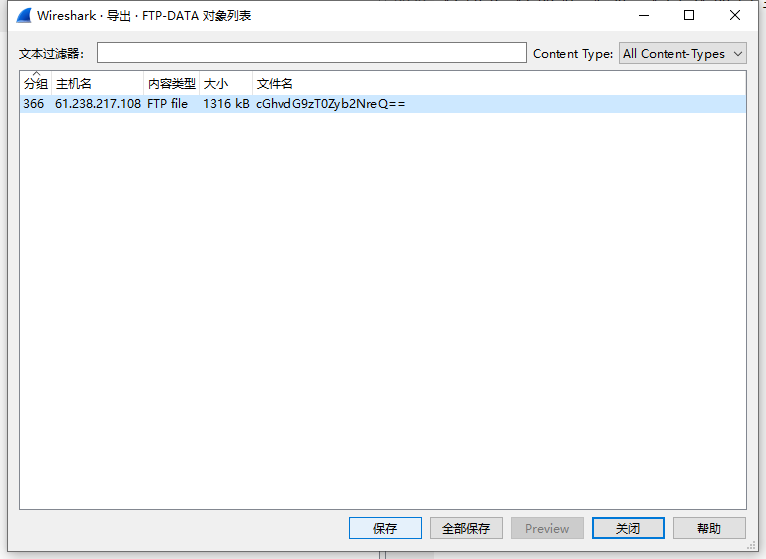 Wireshark · 导出 · FTP-DATA 对象列表
文本过滤器: Content Type: All Content-Types
分组 主机名 内容类型 大小 文件名
366 61.238.217.108 FTP file 1316 kB cGhvdG9zT0Zyb2NreQ==
保存 全部保存 Preview 关闭 帮助